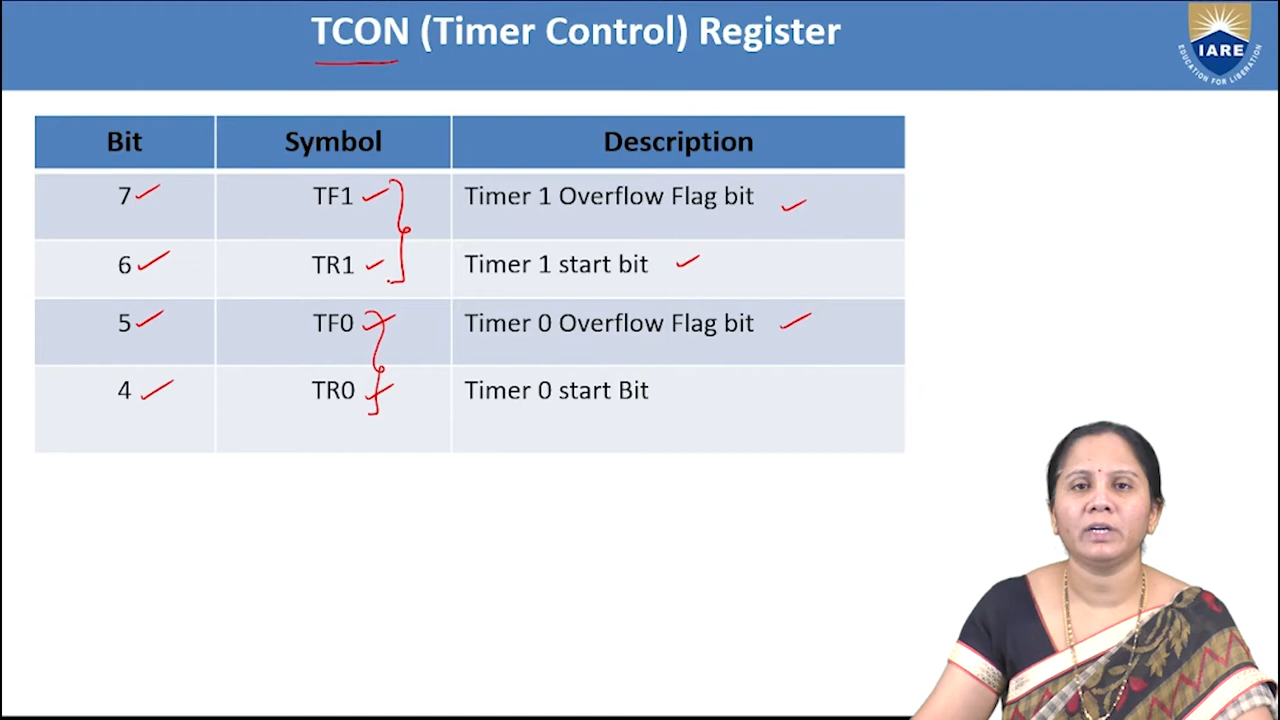 TCON (Timer Control) Register
IARE
EDUCATION FOR LIBERATION
Bit Symbol Description
7 TF1 Timer 1 Overflow Flag bit
6 TR1 Timer 1 start bit
5 TF0 Timer 0 Overflow Flag bit
4 TR0 Timer 0 start Bit